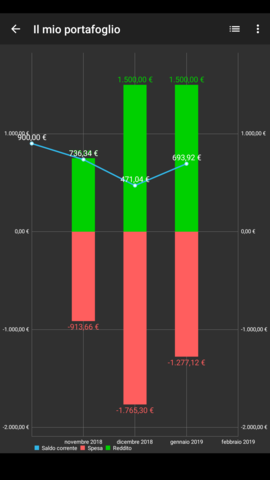 Il mio portafoglio
1.500,00 €
1.500,00 €
1.000,00 €
1.000,00 €
900,00 €
736,34 €
471,04 €
693,92 €
0,00 €
0,00 €
-913,66 €
-1.000,00 €
-1.000,00 €
-1.277,12 €
-1.765,30 €
-2.000,00 €
-2.000,00 €
novembre 2018
dicembre 2018
gennaio 2019
febbraio 2019
Saldo corrente
Spesa
Reddito